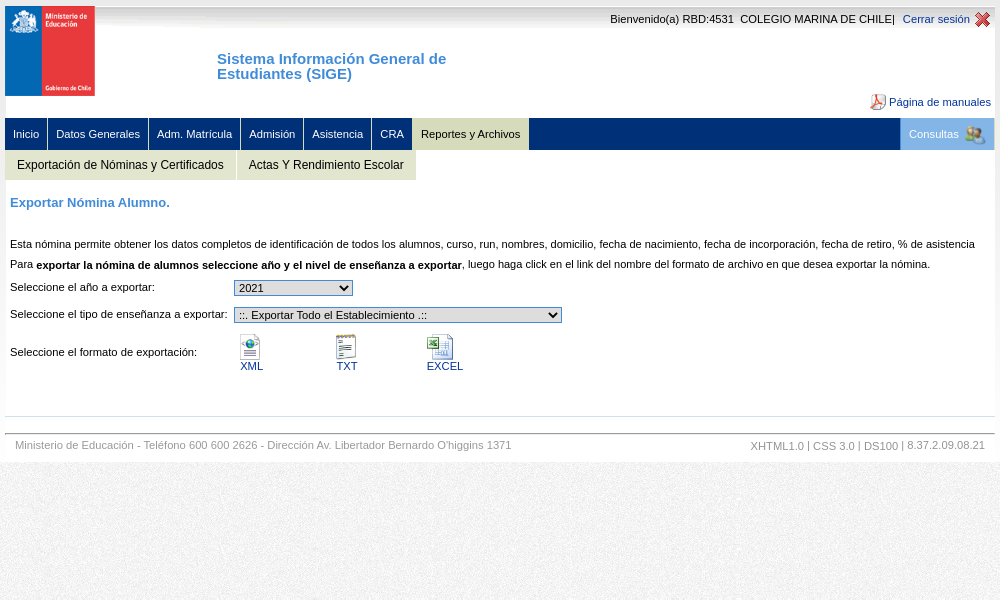 Ministerio de
Educación
Gobierno de Chile
Bienvenido(a) RBD:4531 COLEGIO MARINA DE CHILE| Cerrar sesión
Sistema Información General de
Estudiantes (SIGE)
Página de manuales
Inicio Datos Generales Adm. Matrícula Admisión Asistencia CRA Reportes y Archivos Consultas
Exportación de Nóminas y Certificados Actas Y Rendimiento Escolar
Exportar Nómina Alumno.
Esta nómina permite obtener los datos completos de identificación de todos los alumnos, curso, run, nombres, domicilio, fecha de nacimiento, fecha de incorporación, fecha de retiro, % de asistencia
Para exportar la nómina de alumnos seleccione año y el nivel de enseñanza a exportar, luego haga click en el link del nombre del formato de archivo en que desea exportar la nómina.
Seleccione el año a exportar: 2021
Seleccione el tipo de enseñanza a exportar: ::. Exportar Todo el Establecimiento .::
Seleccione el formato de exportación:
XML TXT EXCEL
Ministerio de Educación - Teléfono 600 600 2626 - Dirección Av. Libertador Bernardo O'higgins 1371
XHTML1.0 | CSS 3.0 | DS100 | 8.37.2.09.08.21